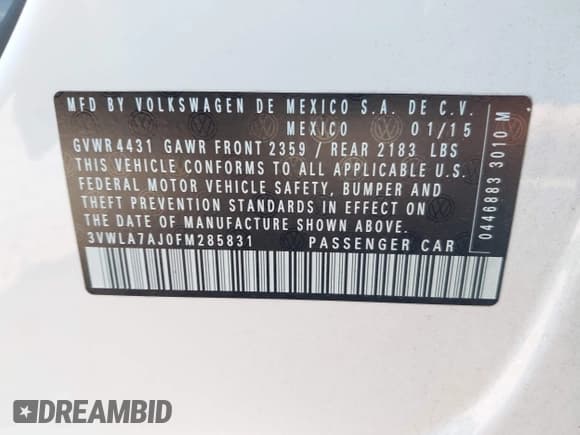 MFD BY VOLKSWAGEN DE MEXICO S.A. DE C.V.
MEXICO 01/15
GVWR 4431 GAWR FRONT 2359 / REAR 2183 LBS
THIS VEHICLE CONFORMS TO ALL APPLICABLE U.S.
FEDERAL MOTOR VEHICLE SAFETY, BUMPER AND
THEFT PREVENTION STANDARDS IN EFFECT ON
THE DATE OF MANUFACTURE SHOWN ABOVE.
3VWLA7AJ0FM285831 PASSENGER CAR
0446883 3010 M
DREAMBID